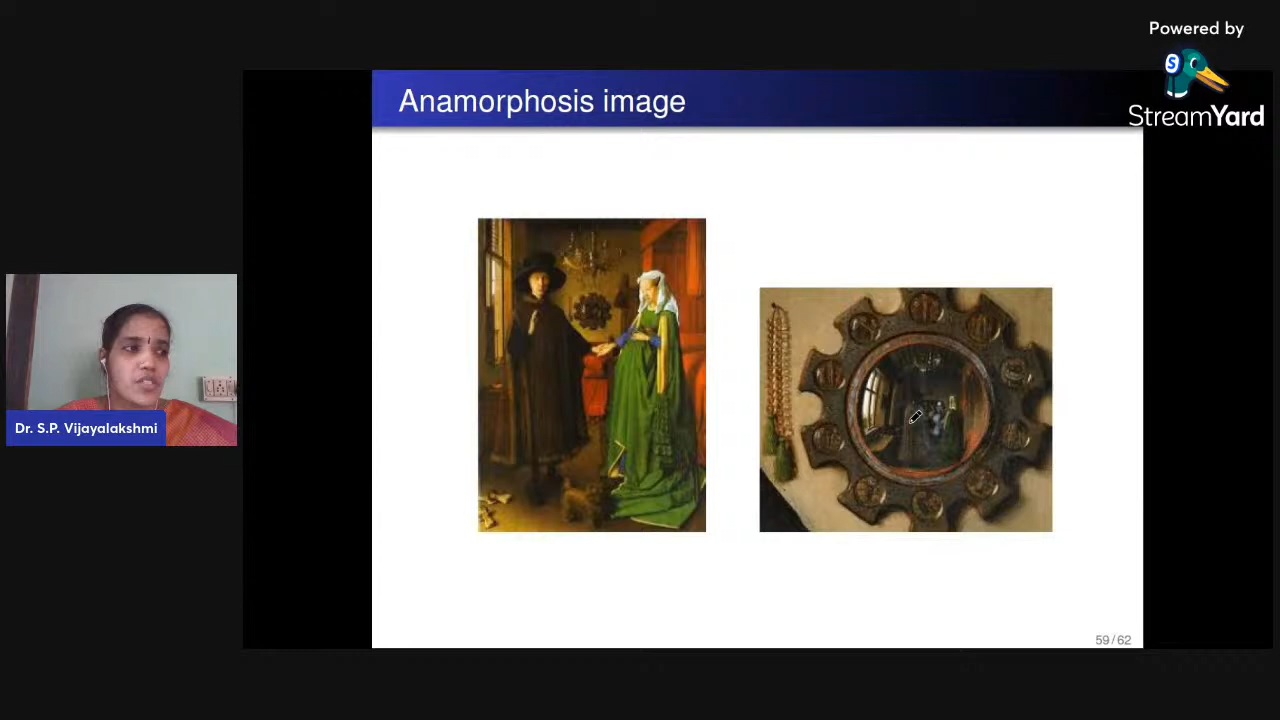 Powered by
S
StreamYard
Anamorphosis image
Dr. S.P. Vijayalakshmi
59 / 62